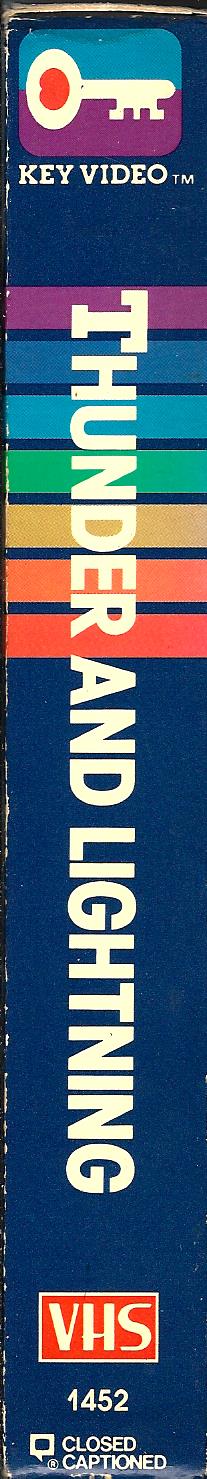 KEY VIDEO™
THUNDER AND LIGHTNING
VHS
1452
® CLOSED
CAPTIONED